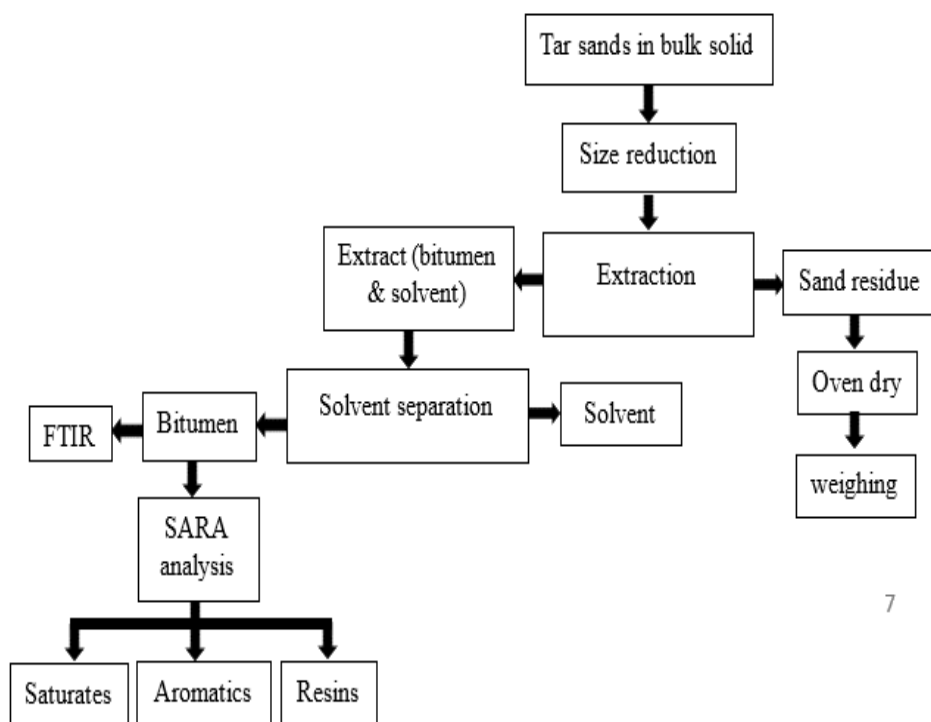 Tar sands in bulk solid
Size reduction
Extract (bitumen
& solvent)
Extraction
Sand residue
Solvent separation
Solvent
Oven dry
FTIR
Bitumen
weighing
SARA
analysis
7
Saturates
Aromatics
Resins